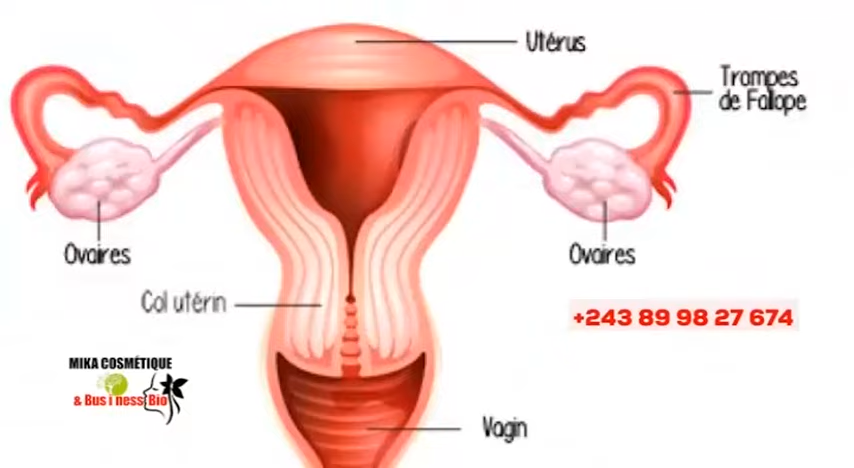 Utérus
Trompes
de Fallope
Ovaires
Ovaires
Col utérin
+243 89 98 27 674
MIKA COSMÉTIQUE
& Business Bio
Vagin